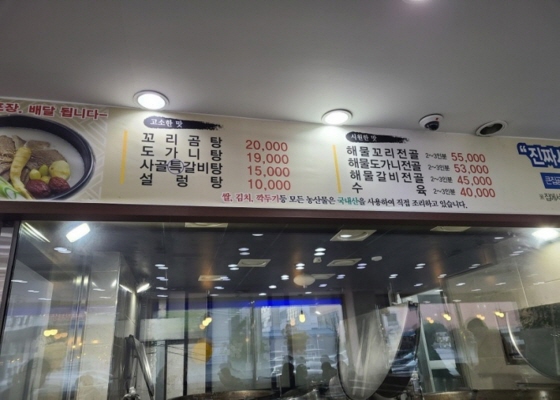 포장, 배달 됩니다~
고소한 맛
꼬리곰탕 20,000
도가니탕 19,000
사골특갈비탕 15,000
설렁탕 10,000
시원한 맛
해물꼬리전골 2~3인분 55,000
해물도가니전골 2~3인분 53,000
해물갈비전골 2~3인분 45,000
수육 2~3인분 40,000
쌀, 김치, 깍두기등 모든 농산물은 국내산을 사용하여 직접 조리하고 있습니다.
"진짜